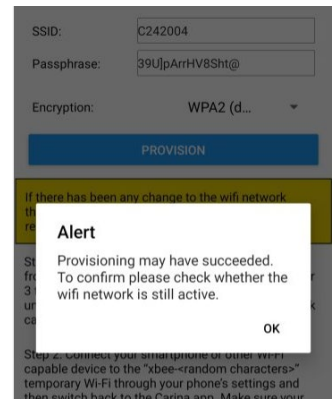 SSID:
C242004
Passphrase:
39U]pArrHV8Sht@
Encryption:
WPA2 (d...
PROVISION
If there has been any change to the wifi network
Alert
Provisioning may have succeeded.
To confirm please check whether the
wifi network is still active.
OK
Step 2: Connect your smartphone or other Wi-Fi
capable device to the "xbee-<random characters>"
temporary Wi-Fi through your phone's settings and
then switch back to the Carina app. Make sure your